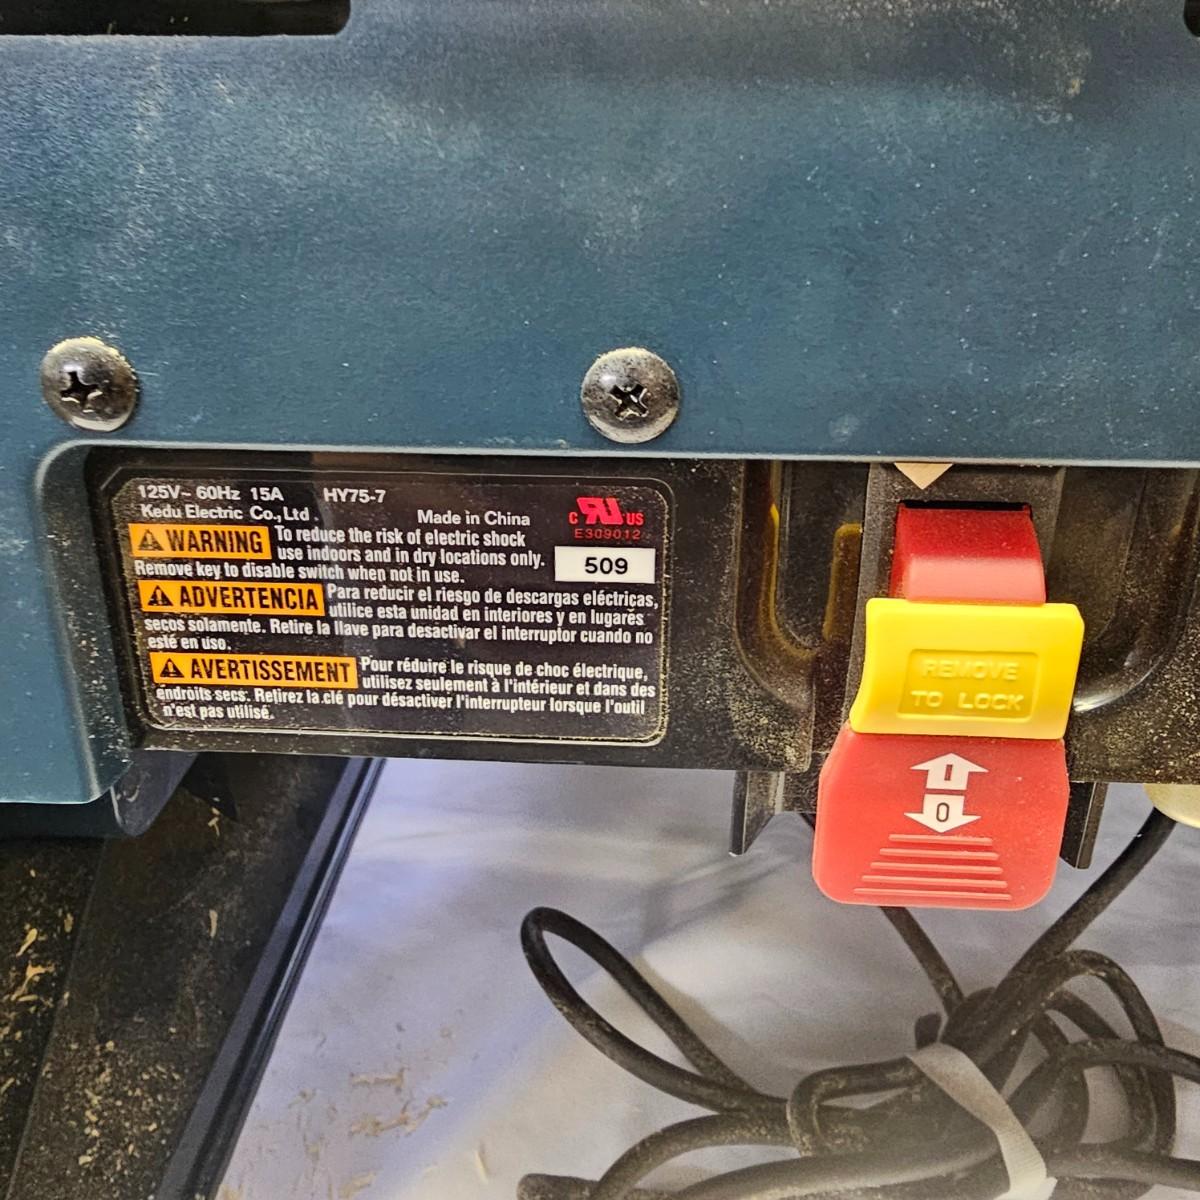 125V~ 60Hz 15A HY75-7
Kedu Electric Co.,Ltd. Made in China
C RU US
E309012
509
WARNING To reduce the risk of electric shock
use indoors and in dry locations only.
Remove key to disable switch when not in use.
ADVERTENCIA Para reducir el riesgo de descargas eléctricas,
utilice esta unidad en interiores y en lugares
secos solamente. Retire la llave para desactivar el interruptor cuando no
esté en uso.
AVERTISSEMENT Pour réduire le risque de choc électrique,
utilisez seulement à l'intérieur et dans des
endroits secs. Retirez la clé pour désactiver l'interrupteur lorsque l'outil
n'est pas utilisé.
REMOVE
TO LOCK
I
O